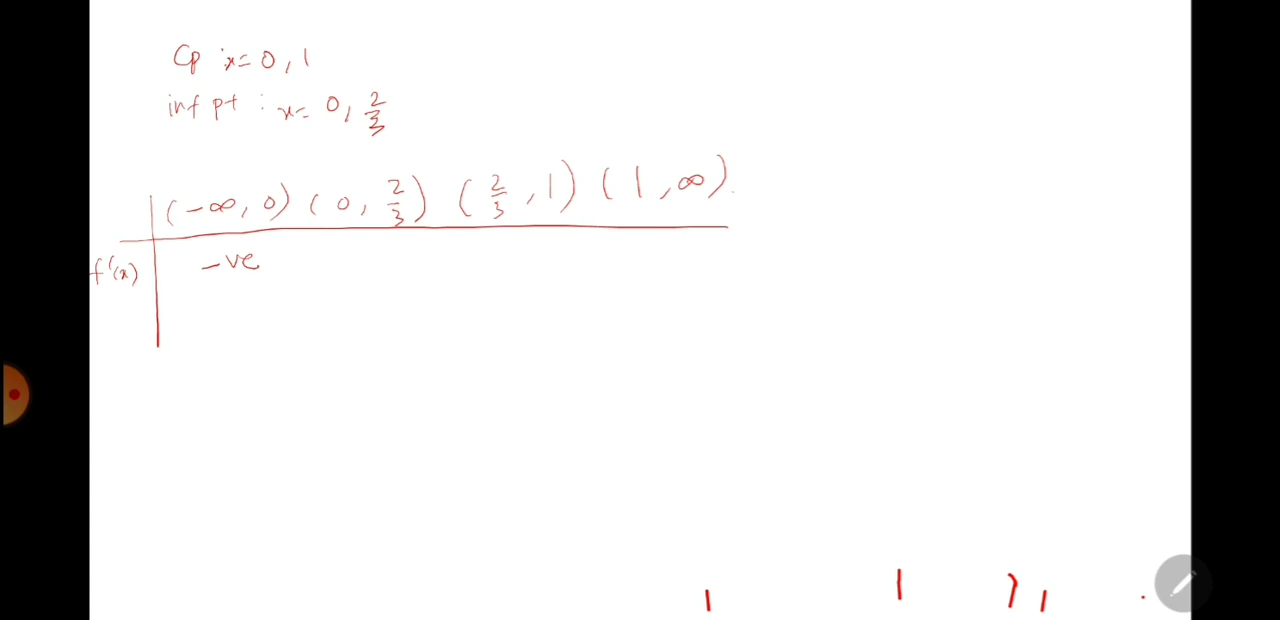 Cp x = 0, 1
inf pt : x = 0, 2/3
(-∞, 0) (0, 2/3) (2/3, 1) (1, ∞)
f'(x) -ve